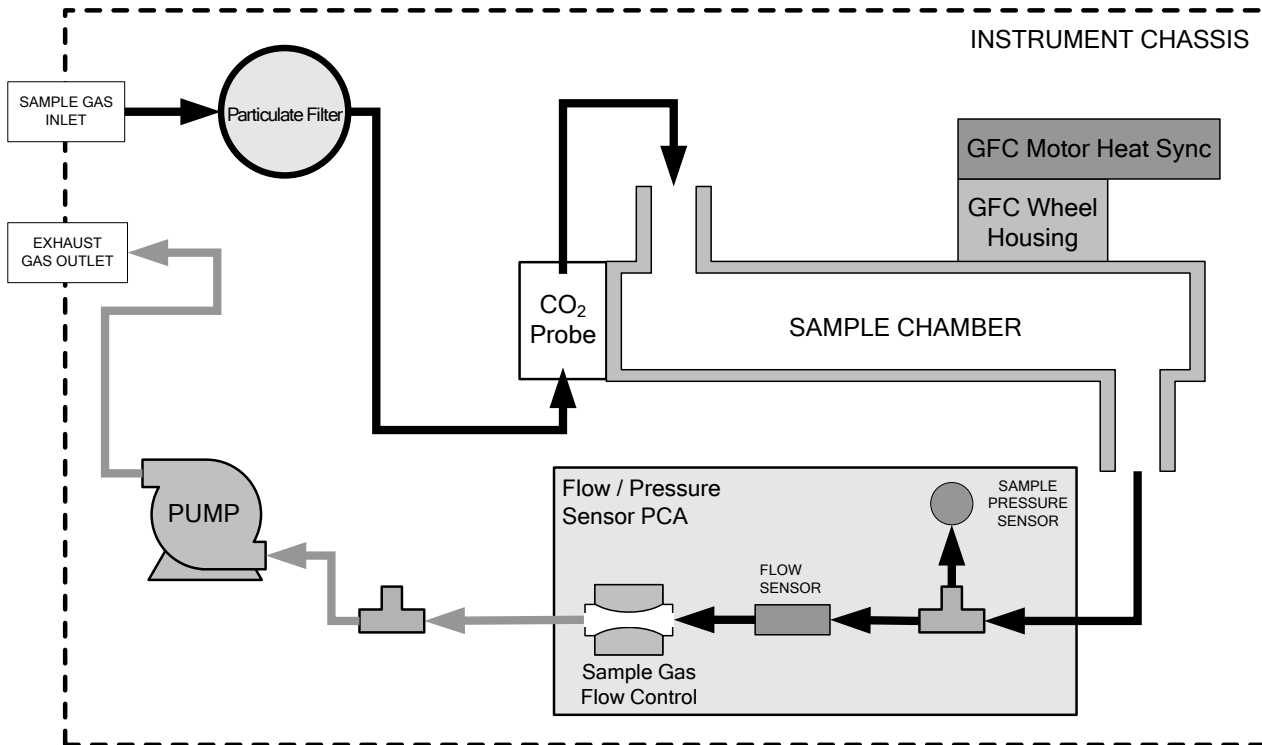 INSTRUMENT CHASSIS
SAMPLE GAS
INLET
Particulate Filter
GFC Motor Heat Sync
GFC Wheel
Housing
EXHAUST
GAS OUTLET
CO₂
Probe
SAMPLE CHAMBER
PUMP
Flow / Pressure
Sensor PCA
SAMPLE
PRESSURE
SENSOR
FLOW
SENSOR
Sample Gas
Flow Control